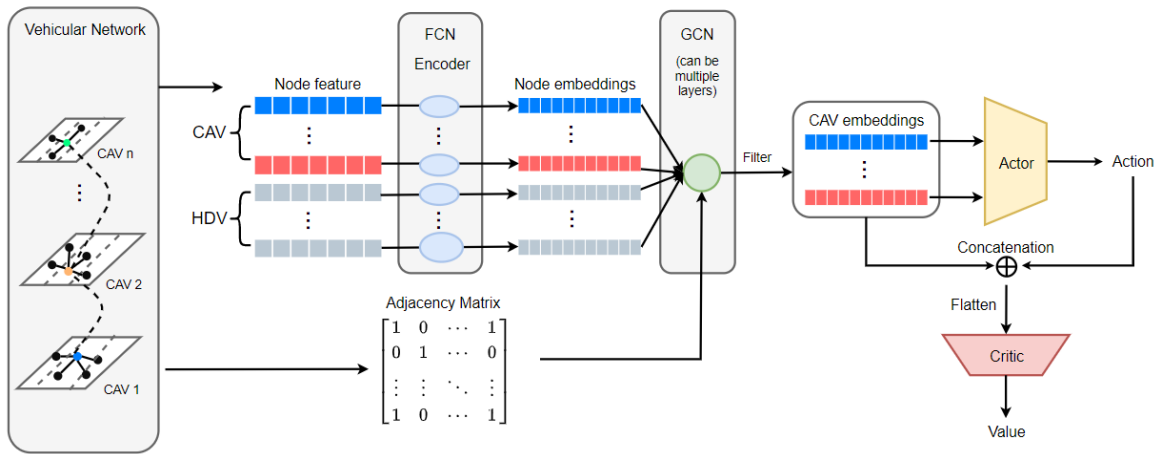 Vehicular Network
CAV n
⋮
CAV 2
CAV 1
Node feature
CAV
⋮
HDV
⋮
FCN
Encoder
⋮
⋮
Node embeddings
⋮
⋮
Adjacency Matrix
1 0 ⋯ 1
0 1 ⋯ 0
⋮ ⋮ ⋱ ⋮
1 0 ⋯ 1
GCN
(can be
multiple
layers)
Filter
CAV embeddings
⋮
Actor
Action
Concatenation
Flatten
Critic
Value